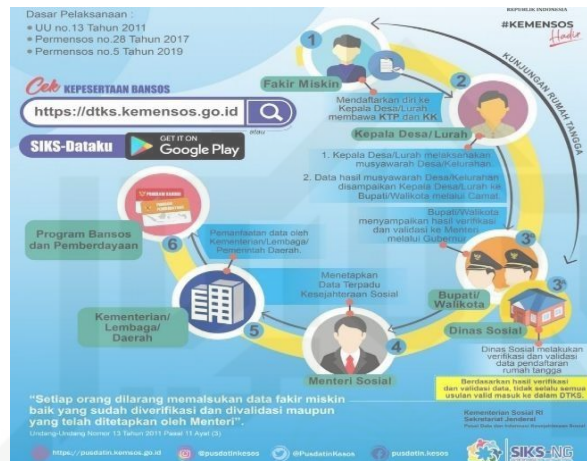 Dasar Pelaksanaan :
• UU no.13 Tahun 2011
• Permensos no.28 Tahun 2017
• Permensos no.5 Tahun 2019
REPUBLIK INDONESIA
#KEMENSOS
Hadir
Cek KEPESERTAAN BANSOS
https://dtks.kemensos.go.id
atau
SIKS-Dataku
GET IT ON
Google Play
KUNJUNGAN RUMAH TANGGA
1
Fakir Miskin
Mendaftarkan diri ke
Kepala Desa/Lurah
membawa KTP dan KK
2
Kepala Desa/Lurah
1. Kepala Desa/Lurah melaksanakan
musyawarah Desa/Kelurahan.
2. Data hasil musyawarah Desa/Kelurahan
disampaikan Kepala Desa/Lurah ke
Bupati/Walikota melalui Camat.
Bupati/Walikota
menyampaikan hasil verifikasi
dan validasi ke Menteri
melalui Gubernur
3
Bupati/
Walikota
3
Dinas Sosial
Dinas Sosial melakukan
verifikasi dan validasi
data pendaftaran
rumah tangga
Berdasarkan hasil verifikasi
dan validasi data, tidak selalu semua
usulan valid masuk ke dalam DTKS.
Menetapkan
Data Terpadu
Kesejahteraan Sosial
4
Menteri Sosial
5
Kementerian/
Lembaga/
Daerah
Pemanfaatan data oleh
Kementerian/Lembaga/
Pemerintah Daerah.
6
Program Bansos
dan Pemberdayaan
"Setiap orang dilarang memalsukan data fakir miskin
baik yang sudah diverifikasi dan divalidasi maupun
yang telah ditetapkan oleh Menteri".
Undang-Undang Nomor 13 Tahun 2011 Pasal 11 Ayat (3)
Kementerian Sosial RI
Sekretariat Jenderal
Pusat Data dan Informasi Kesejahteraan Sosial
https://pusdatin.kemsos.go.id
@pusdatinkesos
@PusdatinKesos
@pusdatin.kesos
SIKS_NG